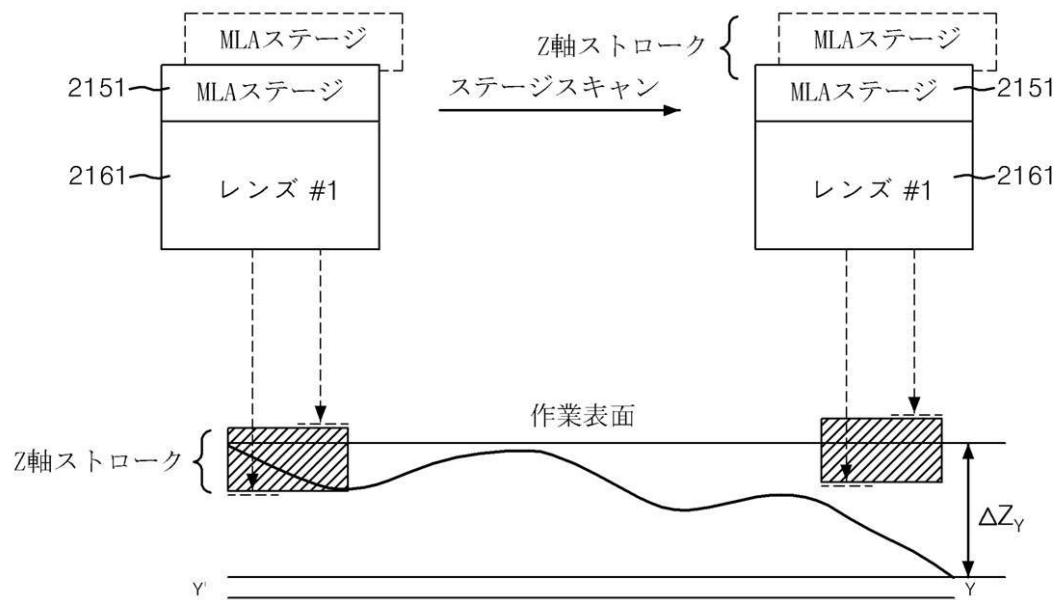 MLAステージ
Z軸ストローク
MLAステージ
2151
MLAステージ
ステージスキャン
MLAステージ
2151
2161
レンズ #1
レンズ #1
2161
作業表面
Z軸ストローク
ΔZY
Y'
Y